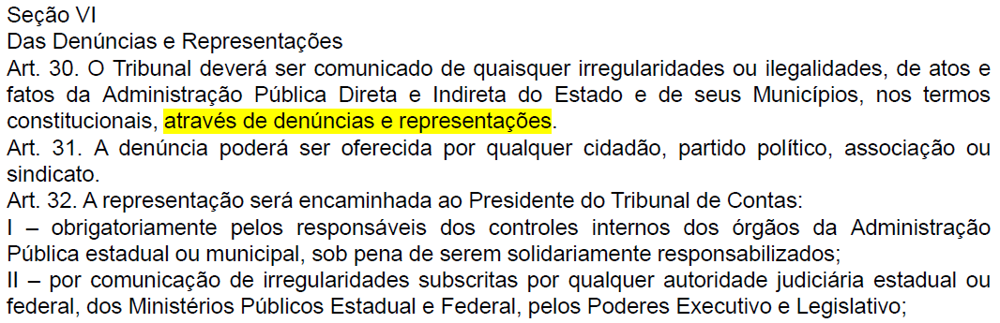 Seção VI
Das Denúncias e Representações
Art. 30. O Tribunal deverá ser comunicado de quaisquer irregularidades ou ilegalidades, de atos e
fatos da Administração Pública Direta e Indireta do Estado e de seus Municípios, nos termos
constitucionais, através de denúncias e representações.
Art. 31. A denúncia poderá ser oferecida por qualquer cidadão, partido político, associação ou
sindicato.
Art. 32. A representação será encaminhada ao Presidente do Tribunal de Contas:
I – obrigatoriamente pelos responsáveis dos controles internos dos órgãos da Administração
Pública estadual ou municipal, sob pena de serem solidariamente responsabilizados;
II – por comunicação de irregularidades subscritas por qualquer autoridade judiciária estadual ou
federal, dos Ministérios Públicos Estadual e Federal, pelos Poderes Executivo e Legislativo;